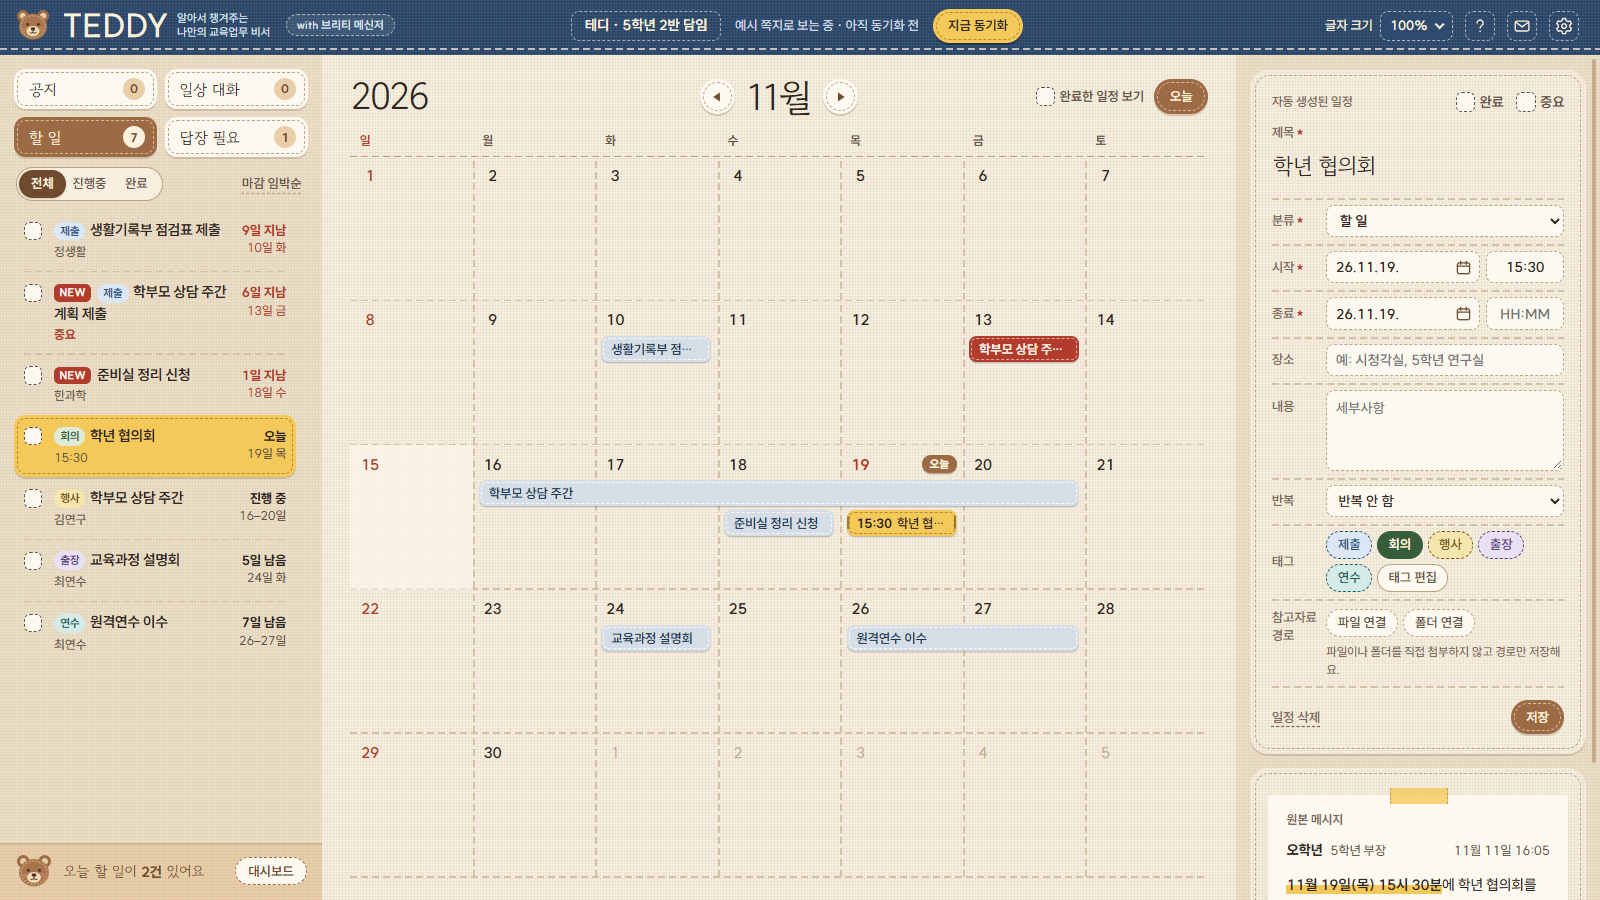 TEDDY
알아서 챙겨주는
나만의 교육업무 비서
with 브리티 메신저
테디 · 5학년 2반 담임
예시 쪽지로 보는 중 · 아직 동기화 전
지금 동기화
글자 크기
100%
?
공지 0
일상 대화 0
할 일 7
답장 필요 1
전체 진행중 완료
마감 임박순
제출 생활기록부 점검표 제출 9일 지남
정생활 10일 화
NEW 제출 학부모 상담 주간 6일 지남
계획 제출 13일 금
중요
NEW 준비실 정리 신청 1일 지남
한과학 18일 수
회의 학년 협의회 오늘
15:30 19일 목
행사 학부모 상담 주간 진행 중
김연구 16–20일
출장 교육과정 설명회 5일 남음
최연수 24일 화
연수 원격연수 이수 7일 남음
최연수 26–27일
오늘 할 일이 2건 있어요
대시보드
2026
11월
완료한 일정 보기
오늘
일 월 화 수 목 금 토
1 2 3 4 5 6 7
8 9 10 11 12 13 14
생활기록부 점···
학부모 상담 주···
15 16 17 18 19 오늘 20 21
학부모 상담 주간
준비실 정리 신청
15:30 학년 협···
22 23 24 25 26 27 28
교육과정 설명회
원격연수 이수
29 30 1 2 3 4 5
자동 생성된 일정
완료
중요
제목 *
학년 협의회
분류 * 할 일
시작 * 26.11.19. 15:30
종료 * 26.11.19. HH:MM
장소 예: 시청각실, 5학년 연구실
내용 세부사항
반복 반복 안 함
태그 제출 회의 행사 출장
연수 태그 편집
참고자료 경로
파일 연결 폴더 연결
파일이나 폴더를 직접 첨부하지 않고 경로만 저장해
요.
일정 삭제
저장
원본 메시지
오학년 5학년 부장 11월 11일 16:05
11월 19일(목) 15시 30분에 학년 협의회를